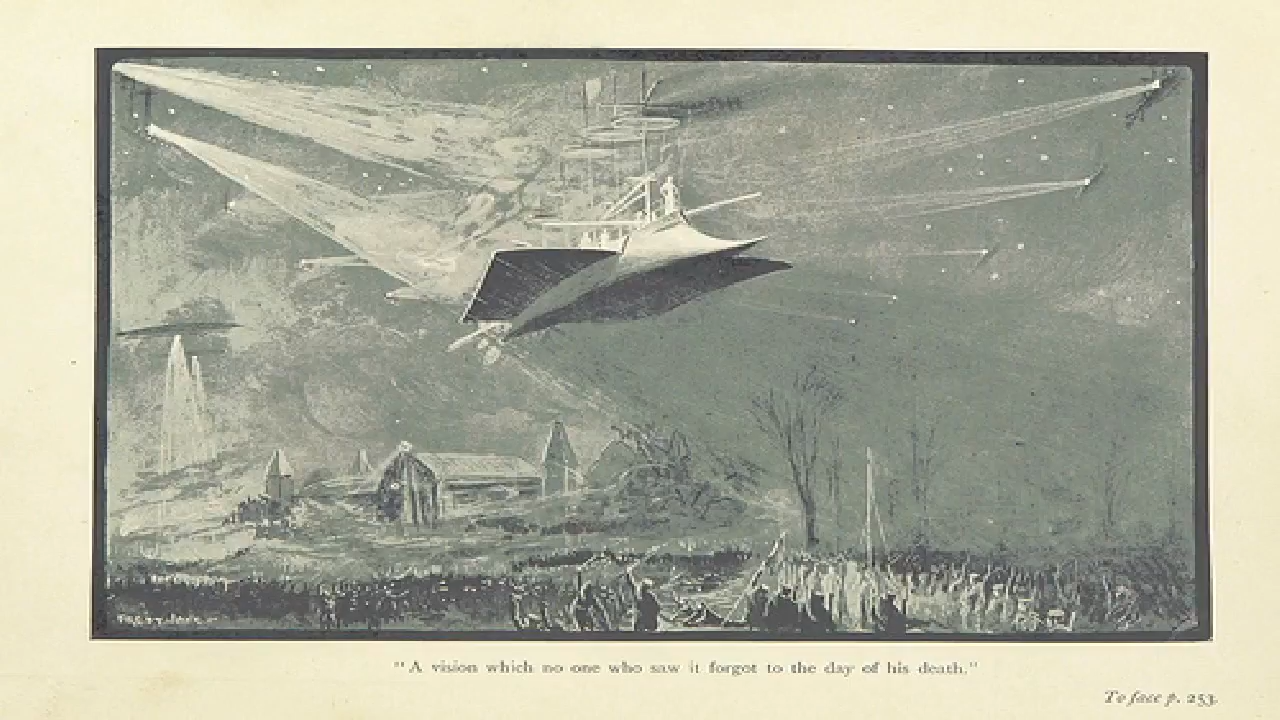 "A vision which no one who saw it forgot to the day of his death."
To face p. 253.